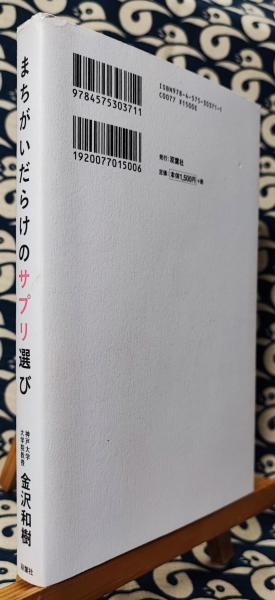 まちがいだらけのサプリ選び
神戸大学
大学院教授
金沢和樹
双葉社
9784575303711
1920077015006
ISBN978-4-575-30371-1
C0077 ¥1500E
発行：双葉社
定価 本体1,500円 +税